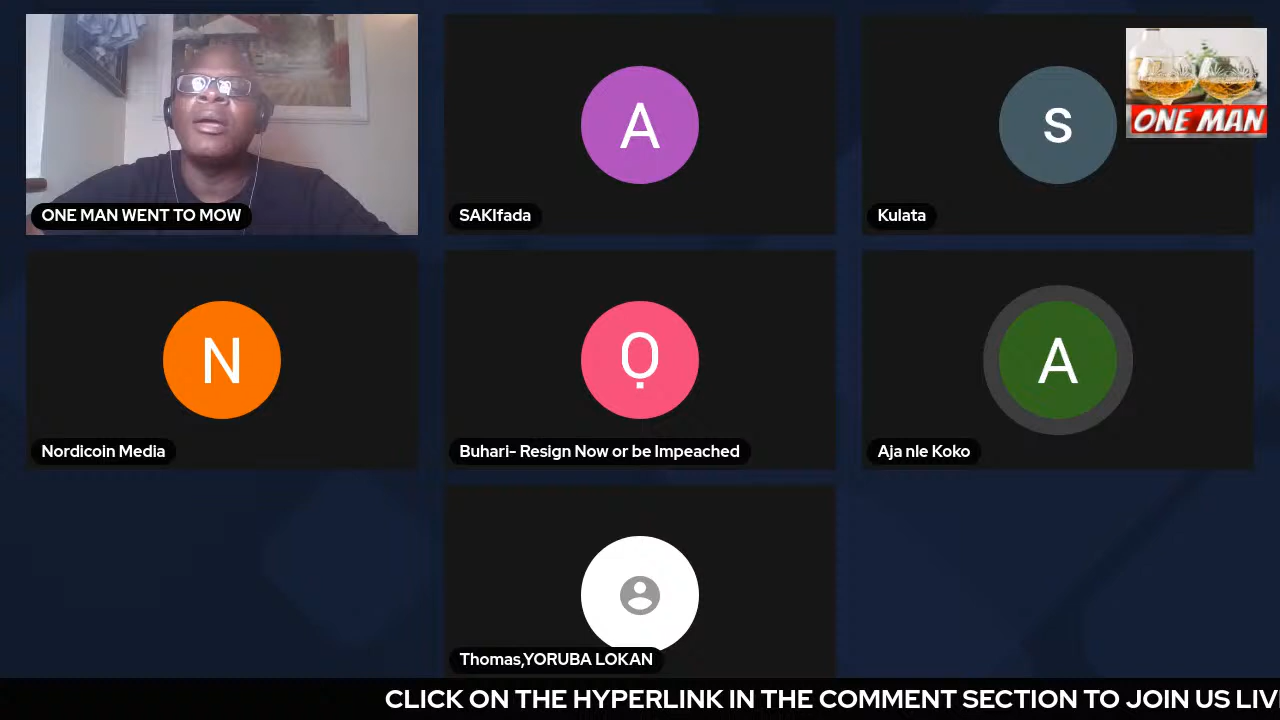 ONE MAN WENT TO MOW
A
SAKIfada
S
Kulata
ONE MAN
N
Nordicoin Media
Ọ
Buhari- Resign Now or be Impeached
A
Aja nle Koko
Thomas,YORUBA LOKAN
CLICK ON THE HYPERLINK IN THE COMMENT SECTION TO JOIN US LIV